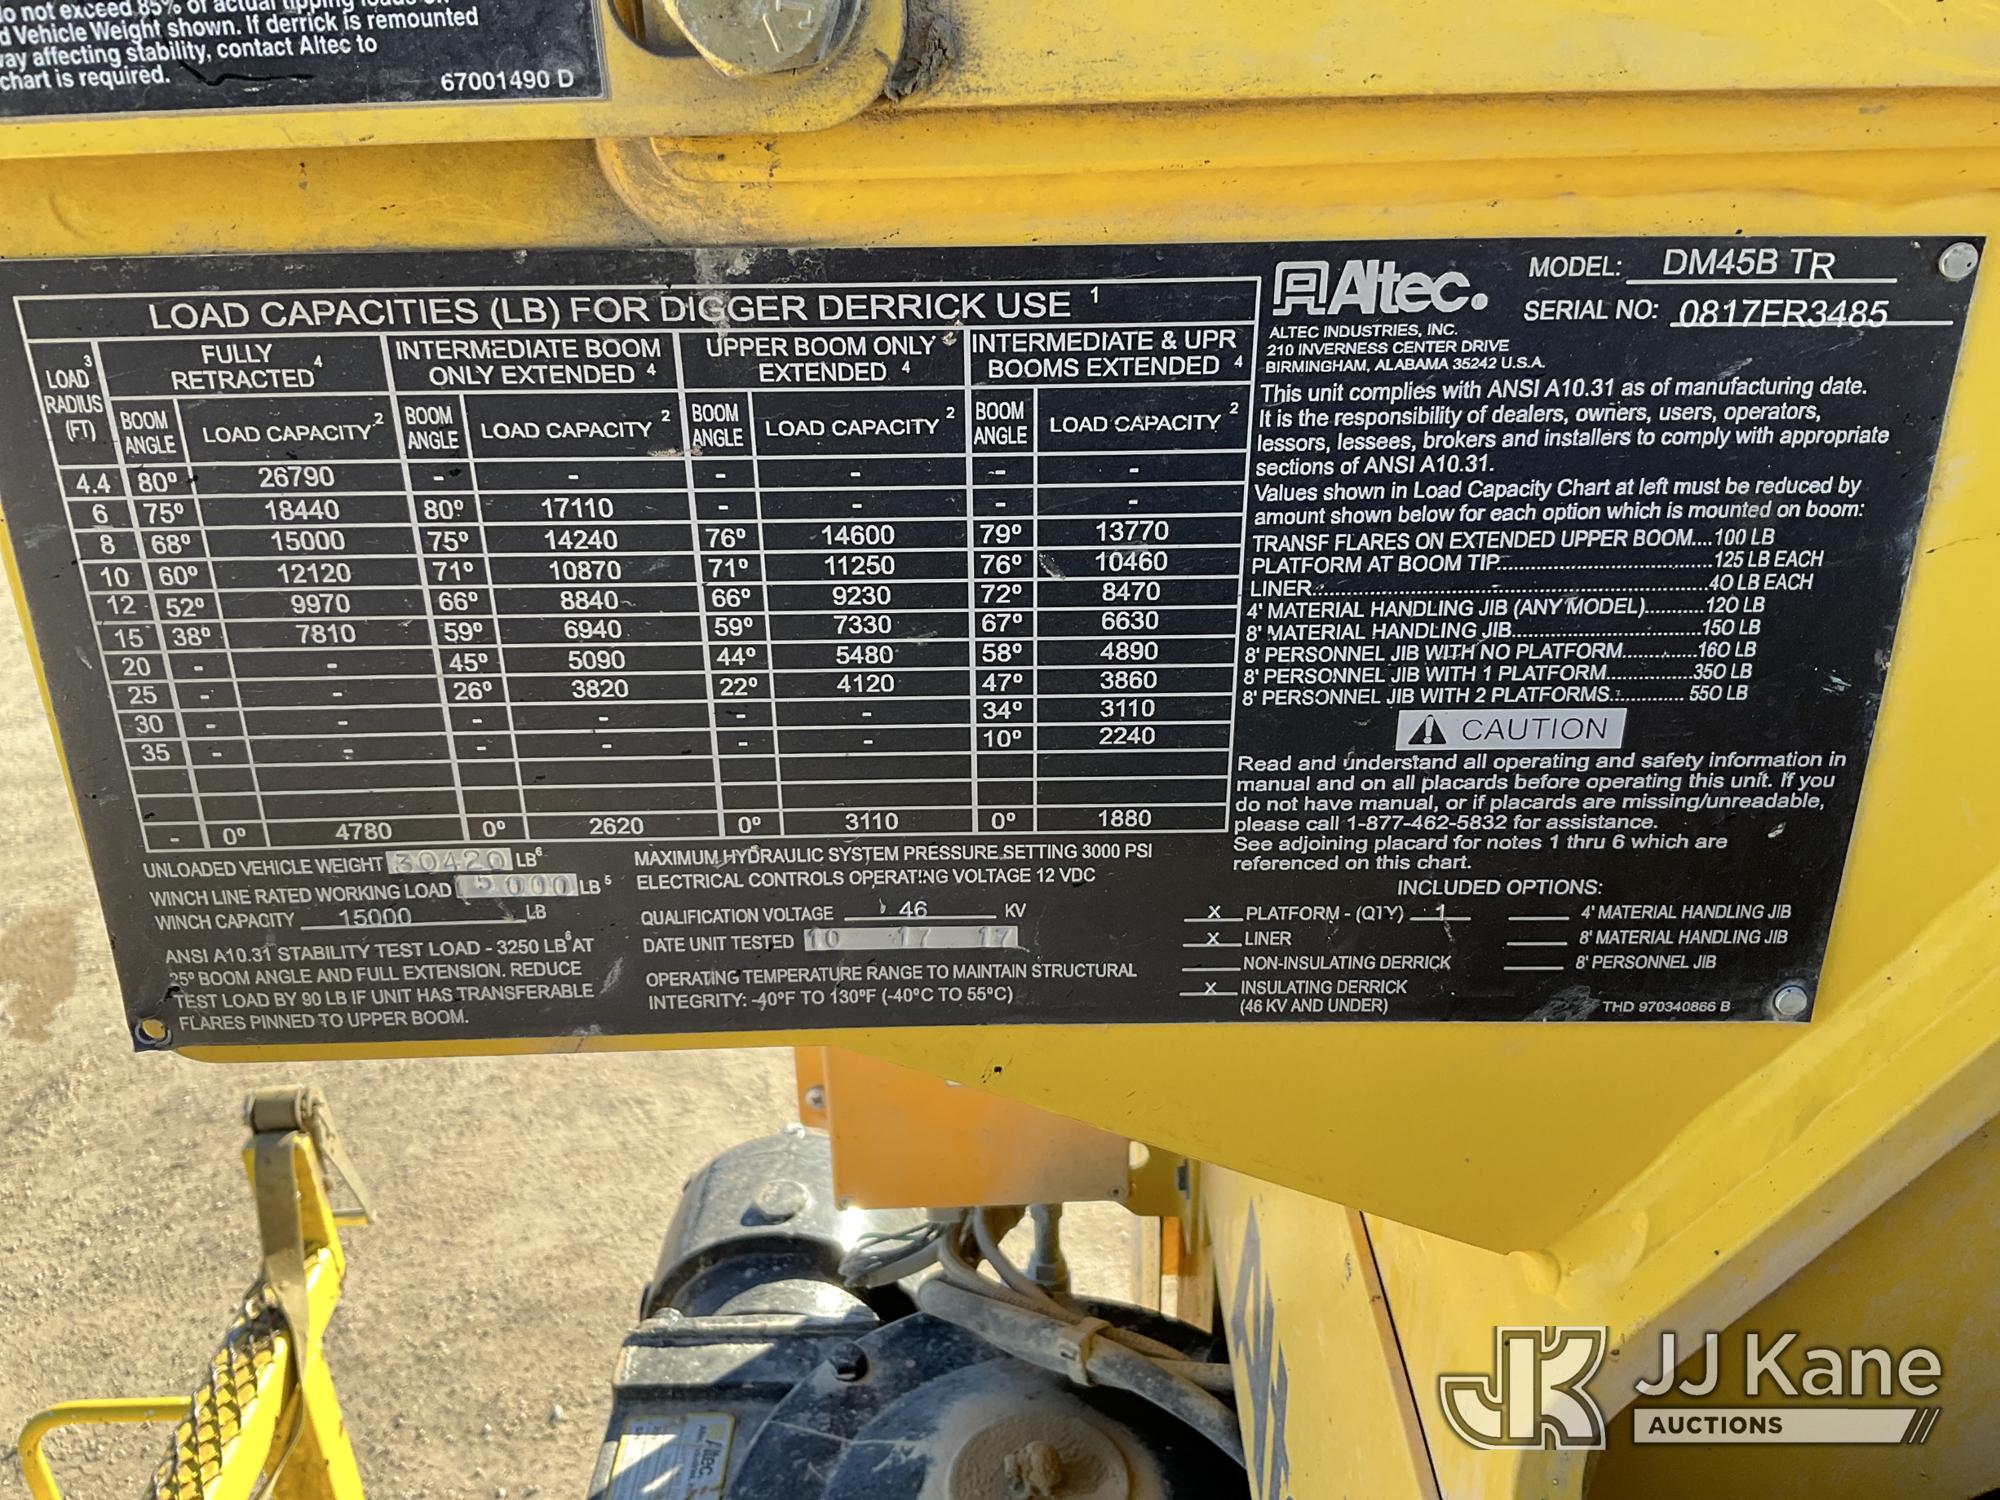 do not exceed 85% of actual tipping loads
d Vehicle Weight shown. If derrick is remounted
way affecting stability, contact Altec to
chart is required.
67001490 D
LOAD CAPACITIES (LB) FOR DIGGER DERRICK USE 1
LOAD RADIUS (FT) 3
FULLY RETRACTED 4
INTERMEDIATE BOOM ONLY EXTENDED 4
UPPER BOOM ONLY EXTENDED 4
INTERMEDIATE & UPR BOOMS EXTENDED 4
BOOM ANGLE LOAD CAPACITY 2 BOOM ANGLE LOAD CAPACITY 2 BOOM ANGLE LOAD CAPACITY 2 BOOM ANGLE LOAD CAPACITY 2
4.4 80° 26790 - - - - - -
6 75° 18440 80° 17110 - - - -
8 68° 15000 75° 14240 76° 14600 79° 13770
10 60° 12120 71° 10870 71° 11250 76° 10460
12 52° 9970 66° 8840 66° 9230 72° 8470
15 38° 7810 59° 6940 59° 7330 67° 6630
20 - - 45° 5090 44° 5480 58° 4890
25 - - 26° 3820 22° 4120 47° 3860
30 - - - - - - 34° 3110
35 - - - - - - 10° 2240
- 0° 4780 0° 2620 0° 3110 0° 1880
UNLOADED VEHICLE WEIGHT 30420 LB 6
WINCH LINE RATED WORKING LOAD 15000 LB 5
WINCH CAPACITY 15000 LB
ANSI A10.31 STABILITY TEST LOAD - 3250 LB 6 AT
25° BOOM ANGLE AND FULL EXTENSION. REDUCE
TEST LOAD BY 90 LB IF UNIT HAS TRANSFERABLE
FLARES PINNED TO UPPER BOOM.
MAXIMUM HYDRAULIC SYSTEM PRESSURE SETTING 3000 PSI
ELECTRICAL CONTROLS OPERATING VOLTAGE 12 VDC
QUALIFICATION VOLTAGE 46 KV
DATE UNIT TESTED 10 17 17
OPERATING TEMPERATURE RANGE TO MAINTAIN STRUCTURAL
INTEGRITY: -40°F TO 130°F (-40°C TO 55°C)
Altec.
MODEL: DM45B TR
SERIAL NO: 0817FR3485
ALTEC INDUSTRIES, INC.
210 INVERNESS CENTER DRIVE
BIRMINGHAM, ALABAMA 35242 U.S.A.
This unit complies with ANSI A10.31 as of manufacturing date.
It is the responsibility of dealers, owners, users, operators,
lessors, lessees, brokers and installers to comply with appropriate
sections of ANSI A10.31.
Values shown in Load Capacity Chart at left must be reduced by
amount shown below for each option which is mounted on boom:
TRANSF FLARES ON EXTENDED UPPER BOOM....100 LB
PLATFORM AT BOOM TIP....125 LB EACH
LINER....40 LB EACH
4' MATERIAL HANDLING JIB (ANY MODEL)....120 LB
8' MATERIAL HANDLING JIB....150 LB
8' PERSONNEL JIB WITH NO PLATFORM....160 LB
8' PERSONNEL JIB WITH 1 PLATFORM....350 LB
8' PERSONNEL JIB WITH 2 PLATFORMS....550 LB
CAUTION
Read and understand all operating and safety information in
manual and on all placards before operating this unit. If you
do not have manual, or if placards are missing/unreadable,
please call 1-877-462-5832 for assistance.
See adjoining placard for notes 1 thru 6 which are
referenced on this chart.
INCLUDED OPTIONS:
X PLATFORM - (QTY) 1
X LINER
NON-INSULATING DERRICK
X INSULATING DERRICK
(46 KV AND UNDER)
4' MATERIAL HANDLING JIB
8' MATERIAL HANDLING JIB
8' PERSONNEL JIB
THD 970340866 B
Altec
JK JJ Kane
AUCTIONS